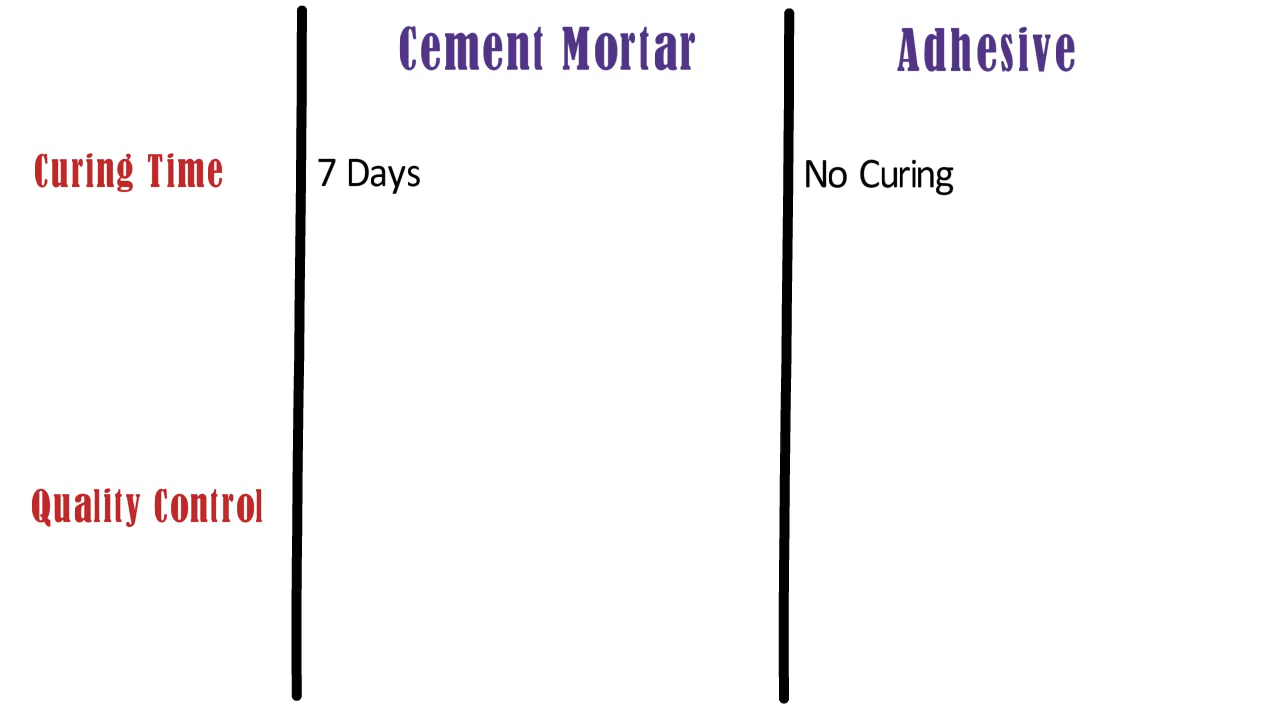 Cement Mortar Adhesive
Curing Time 7 Days No Curing
Quality Control